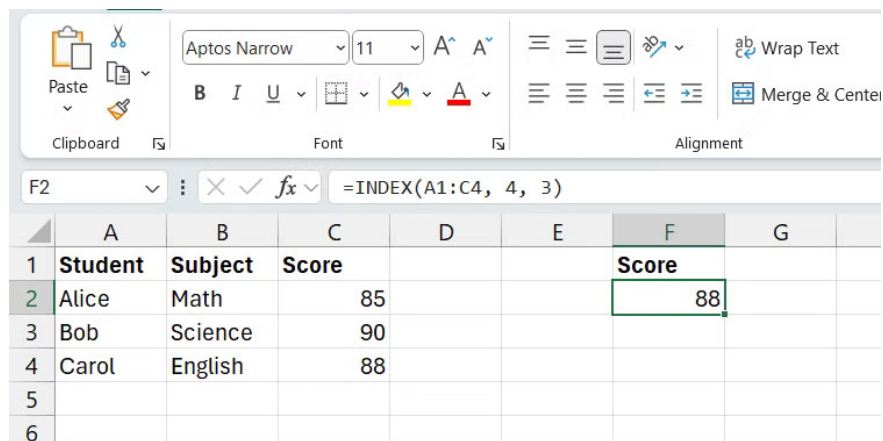 Aptos Narrow 11 A A ab Wrap Text
Paste B I U A Merge & Center
Clipboard Font Alignment
F2 fx =INDEX(A1:C4, 4, 3)
A B C D E F G
1 Student Subject Score Score
2 Alice Math 85 88
3 Bob Science 90
4 Carol English 88
5
6